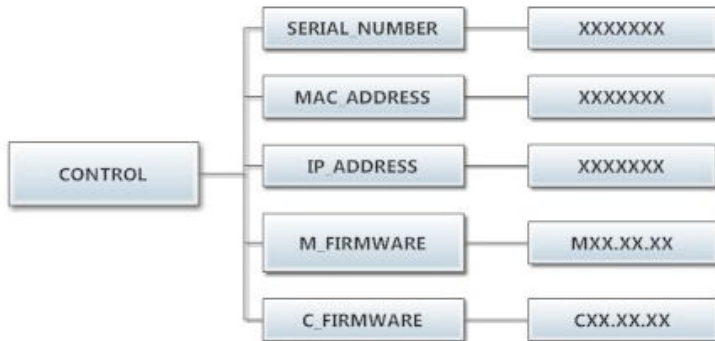 SERIAL_NUMBER XXXXXXX
MAC_ADDRESS XXXXXXX
CONTROL
IP_ADDRESS XXXXXXX
M_FIRMWARE MXX.XX.XX
C_FIRMWARE CXX.XX.XX